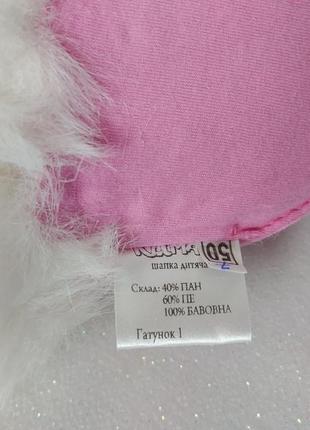 50
шапка дитяча
Склад: 40% ПАН
60% ПЕ
100% БАВОВНА
Гатунок 1